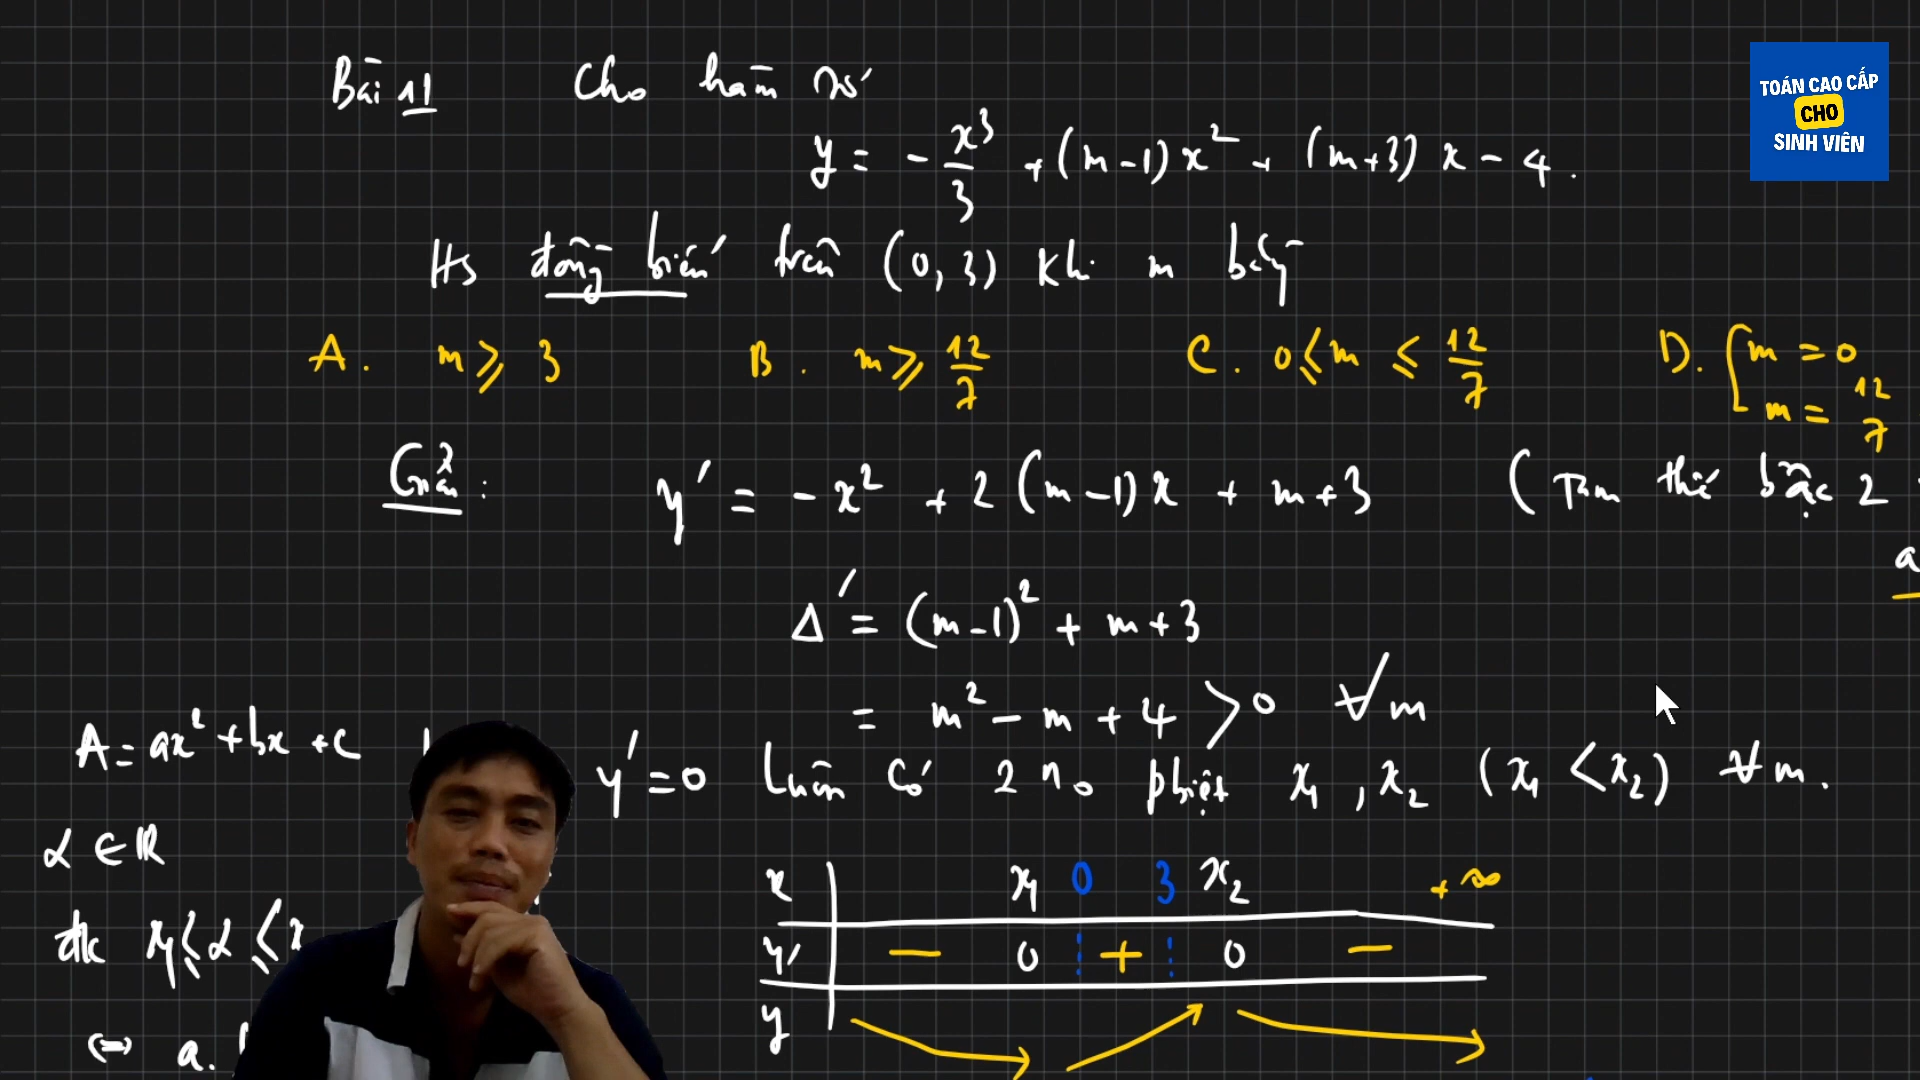 Bài 11 Cho hàm số
y = - x³/3 + (m-1) x² + (m+3) x - 4 .
Hs đồng biến trên (0, 3) khi m bằng
A. m ⩾ 3 B. m ⩾ 12/7 C. 0 ⩽ m ⩽ 12/7 D. [ m = 0 m = 12/7
Giải : y' = - x² + 2 (m-1) x + m+3 ( Tam thức bậc 2
a
Δ' = (m-1)² + m+3
= m² - m + 4 > 0 ∀m
A = ax² + bx + c
y' = 0 luôn có 2 no phbiệt x₁ , x₂ (x₁ < x₂) ∀m.
α ∈ ℝ
x x₁ 0 3 x₂ +∞
đk x₁ ⩽ α ⩽ x
y' - 0 + 0 -
y
⇔ a.
TOÁN CAO CẤP
CHO
SINH VIÊN